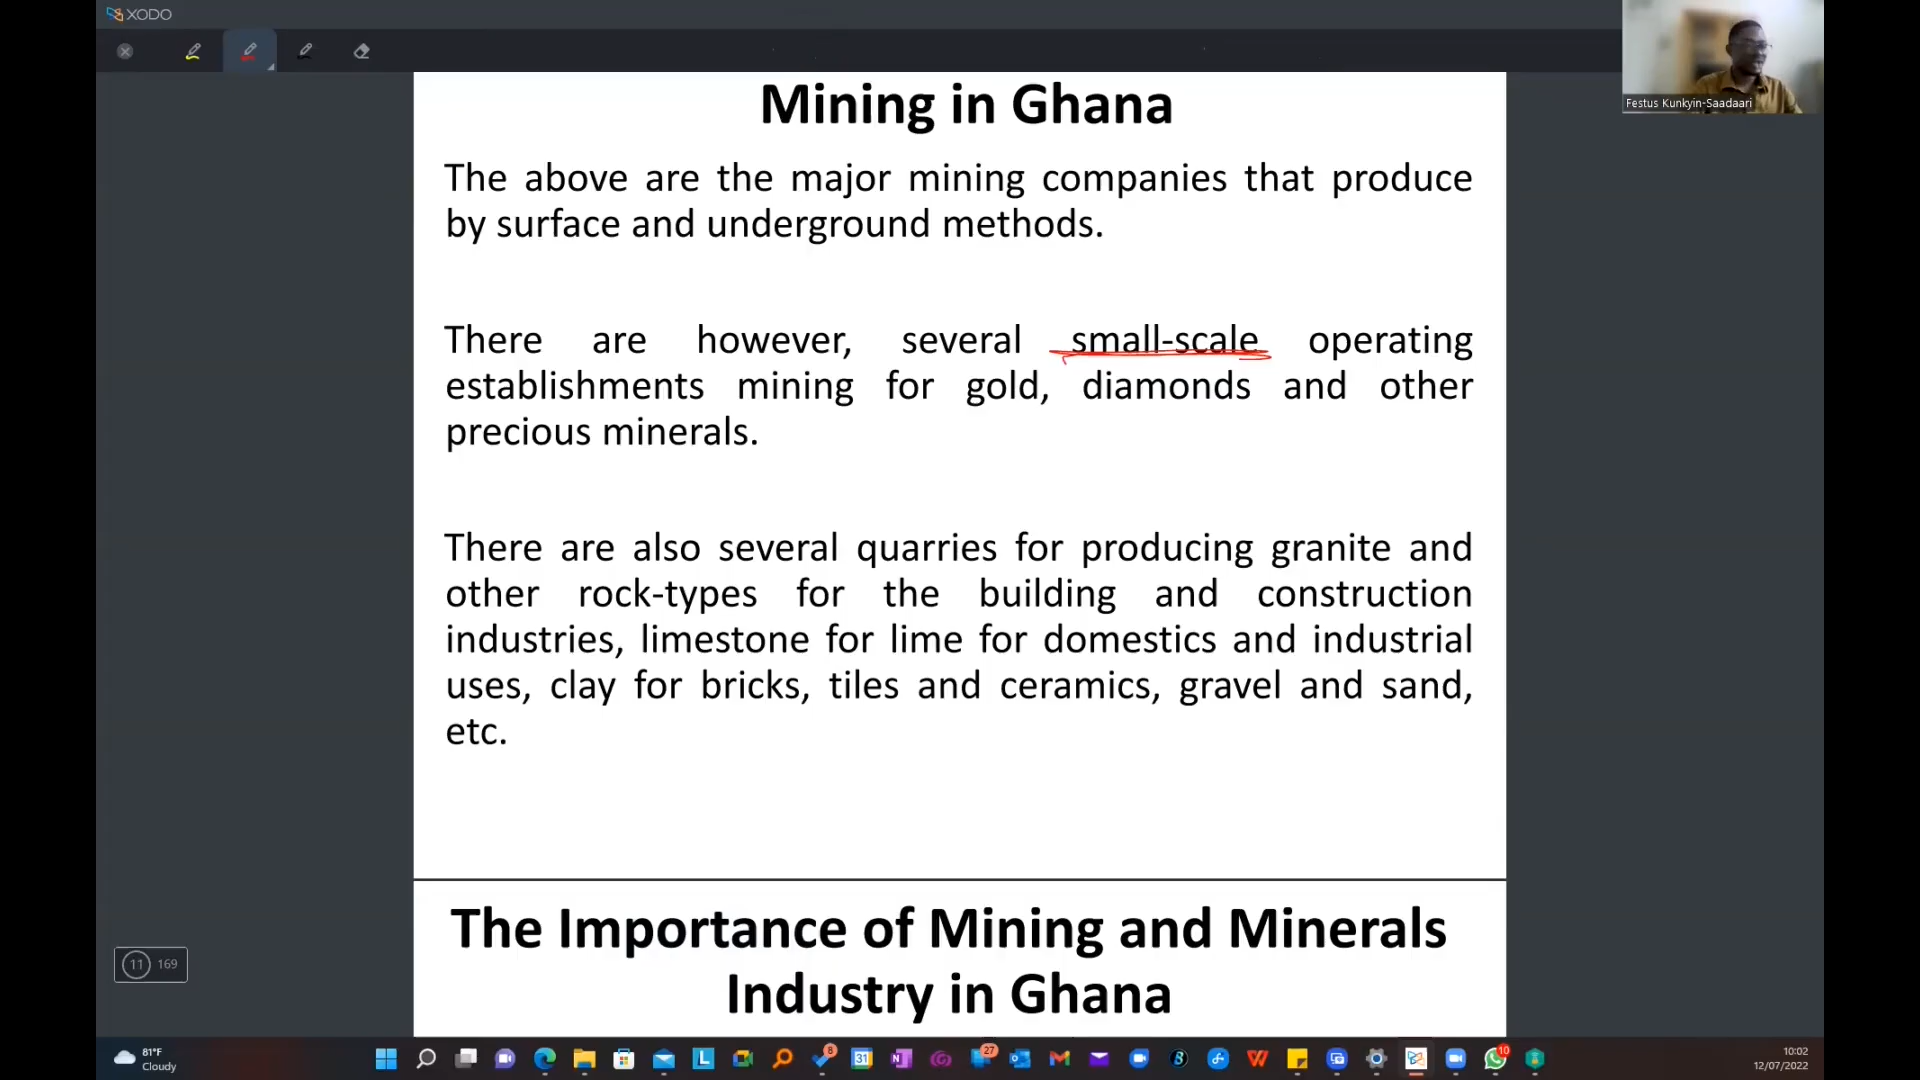 XODO
Festus Kunkyin-Saadaari
Mining in Ghana
The above are the major mining companies that produce
by surface and underground methods.
There are however, several small-scale operating
establishments mining for gold, diamonds and other
precious minerals.
There are also several quarries for producing granite and
other rock-types for the building and construction
industries, limestone for lime for domestics and industrial
uses, clay for bricks, tiles and ceramics, gravel and sand,
etc.
11 169
The Importance of Mining and Minerals
Industry in Ghana
81°F
Cloudy
8
31
27
10
10:02
12/07/2022